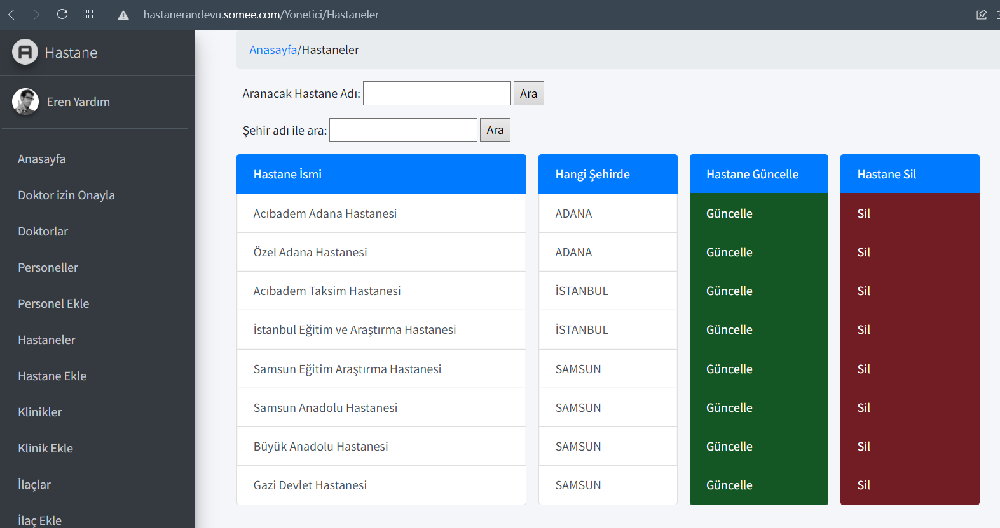 hastanerandevu.somee.com/Yonetici/Hastaneler
Hastane
Eren Yardım
Anasayfa
Doktor izin Onayla
Doktorlar
Personeller
Personel Ekle
Hastaneler
Hastane Ekle
Klinikler
Klinik Ekle
İlaçlar
İlaç Ekle
Anasayfa/Hastaneler
Aranacak Hastane Adı: Ara
Şehir adı ile ara: Ara
Hastane İsmi Hangi Şehirde Hastane Güncelle Hastane Sil
Acıbadem Adana Hastanesi ADANA Güncelle Sil
Özel Adana Hastanesi ADANA Güncelle Sil
Acıbadem Taksim Hastanesi İSTANBUL Güncelle Sil
İstanbul Eğitim ve Araştırma Hastanesi İSTANBUL Güncelle Sil
Samsun Eğitim Araştırma Hastanesi SAMSUN Güncelle Sil
Samsun Anadolu Hastanesi SAMSUN Güncelle Sil
Büyük Anadolu Hastanesi SAMSUN Güncelle Sil
Gazi Devlet Hastanesi SAMSUN Güncelle Sil